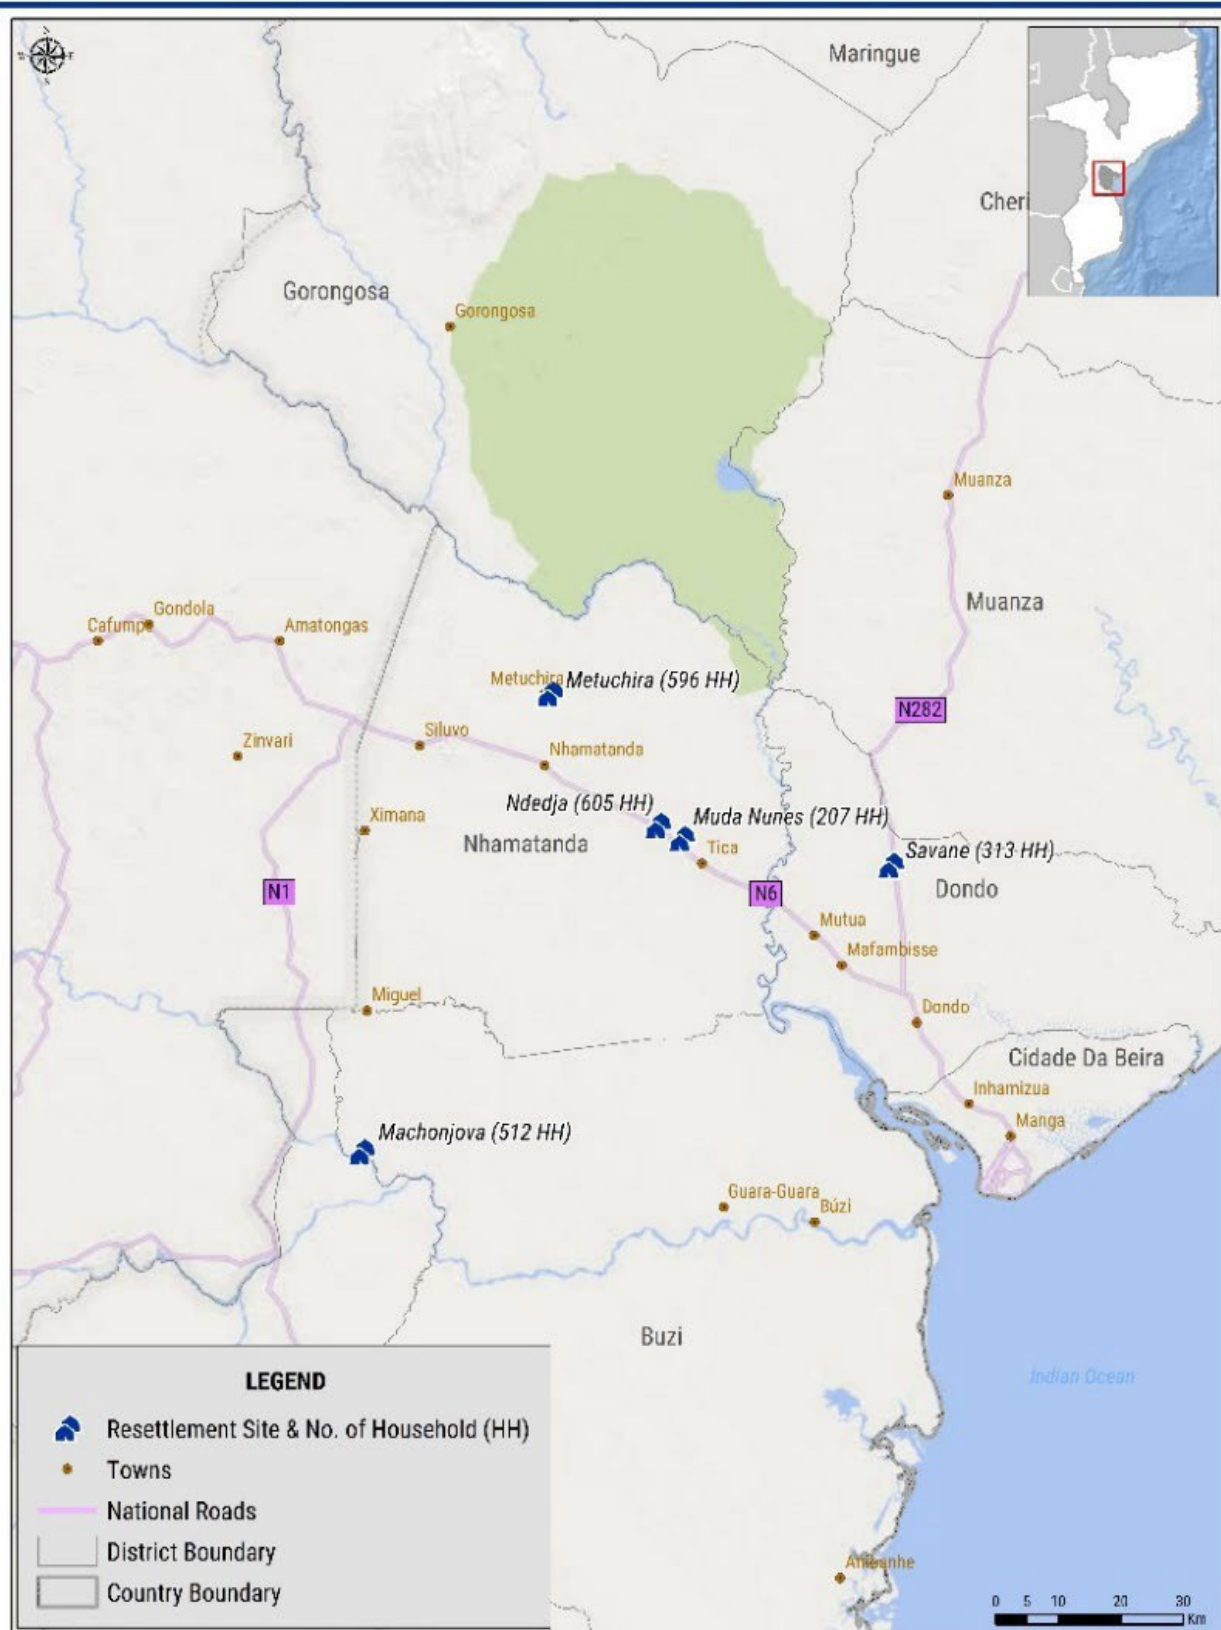 N
W
E
S
Maringue
Cheri
Gorongosa
Gorongosa
Muanza
Muanza
Gondola
Cafumpe
Amatongas
Metuchira
Metuchira (596 HH)
N282
Siluvo
Zinvari
Nhamatanda
Ndedja (605 HH)
Muda Nunes (207 HH)
Ximana
Nhamatanda
Tica
Savane (313 HH)
Dondo
N1
N6
Mutua
Mafambisse
Miguel
Dondo
Cidade Da Beira
Inhamizua
Manga
Machonjova (512 HH)
Guara-Guara
Búzi
Buzi
Indian Ocean
LEGEND
Resettlement Site & No. of Household (HH)
Towns
National Roads
District Boundary
Country Boundary
0 5 10 20 30
Km